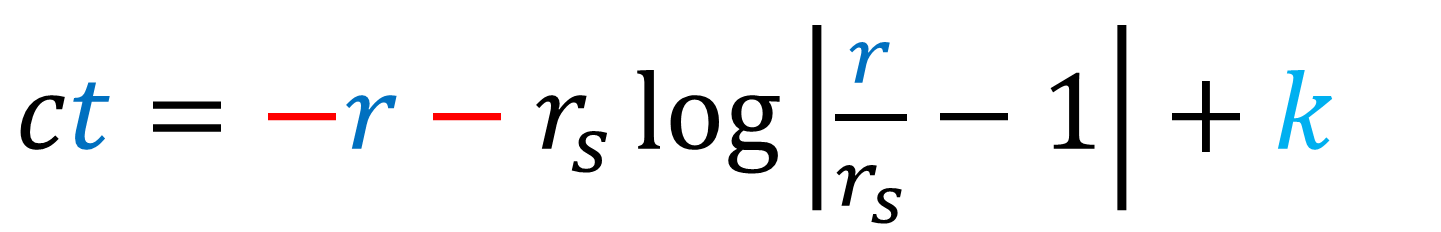 ct = −r − r_s log |r/r_s − 1| + k